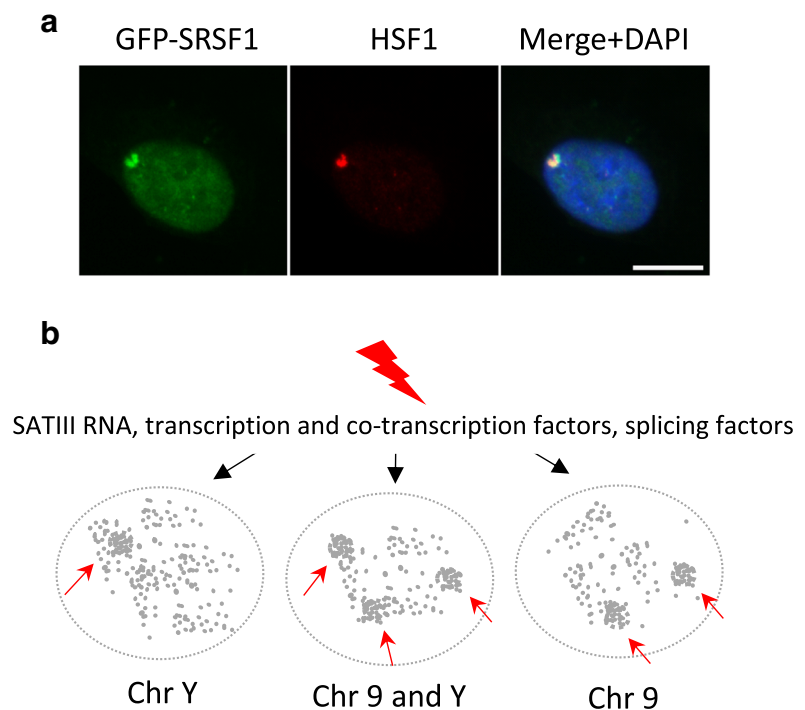 a
GFP-SRSF1 HSF1 Merge+DAPI
b
SATIII RNA, transcription and co-transcription factors, splicing factors
Chr Y Chr 9 and Y Chr 9